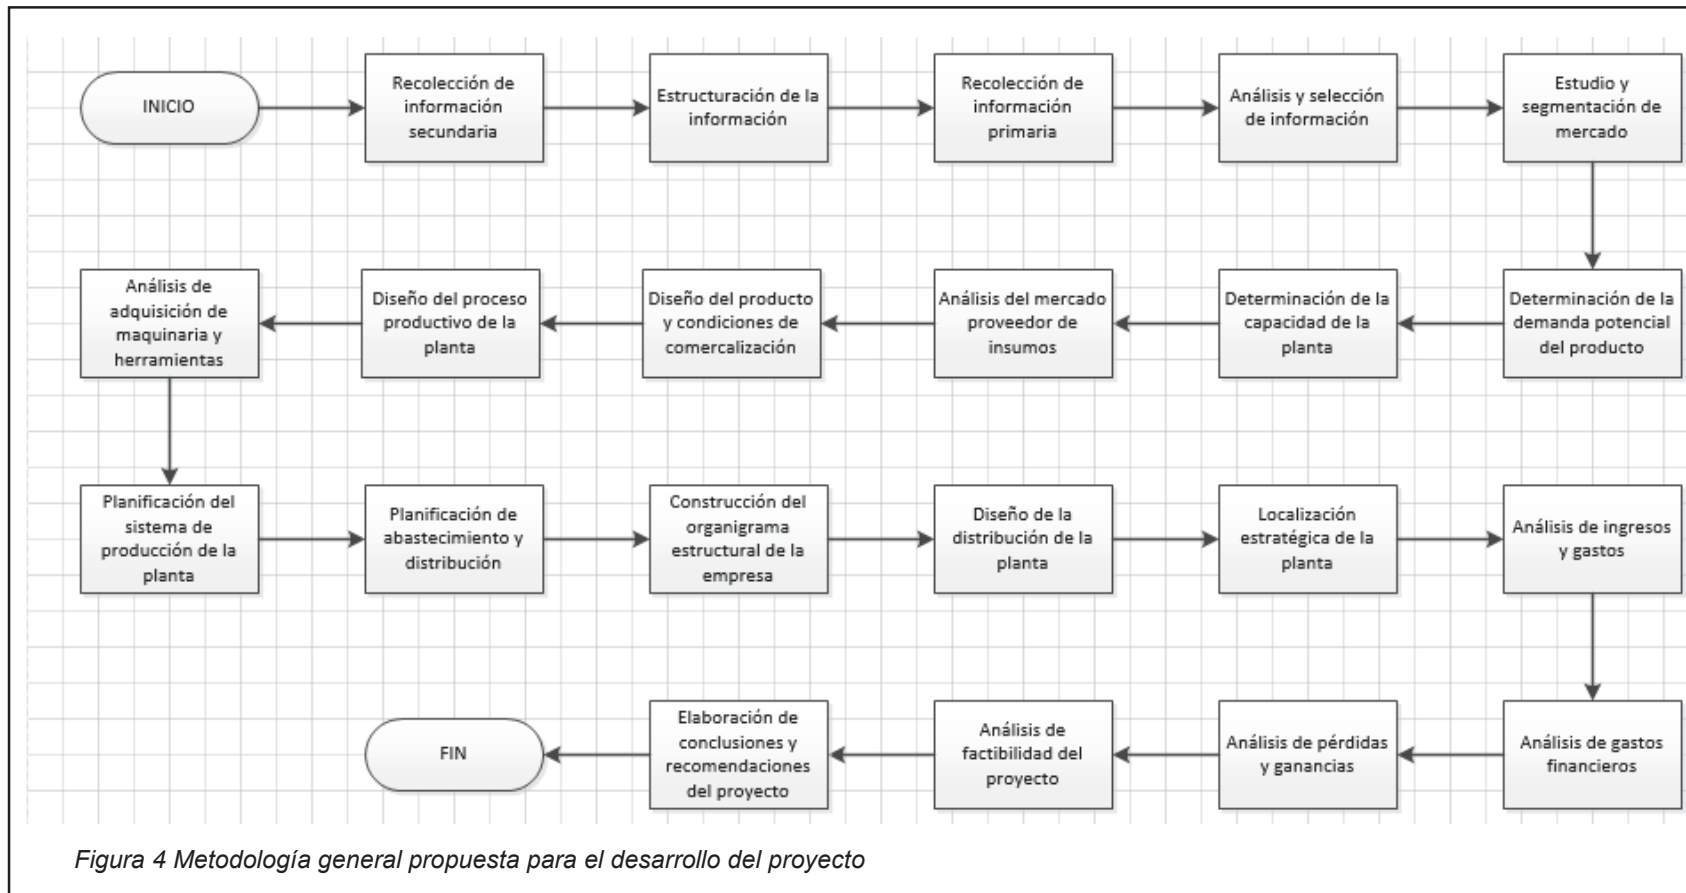 INICIO
Recolección de
información
secundaria
Estructuración de la
información
Recolección de
información
primaria
Análisis y selección
de información
Estudio y
segmentación de
mercado
Determinación de la
demanda potencial
del producto
Determinación de la
capacidad de la
planta
Análisis del mercado
proveedor de
insumos
Diseño del producto
y condiciones de
comercalización
Diseño del proceso
productivo de la
planta
Análisis de
adquisición de
maquinaria y
herramientas
Planificación del
sistema de
producción de la
planta
Planificación de
abastecimiento y
distribución
Construcción del
organigrama
estructural de la
empresa
Diseño de la
distribución de la
planta
Localización
estratégica de la
planta
Análisis de ingresos
y gastos
Análisis de gastos
financieros
Análisis de pérdidas
y ganancias
Análisis de
factibilidad del
proyecto
Elaboración de
conclusiones y
recomendaciones
del proyecto
FIN
Figura 4 Metodología general propuesta para el desarrollo del proyecto